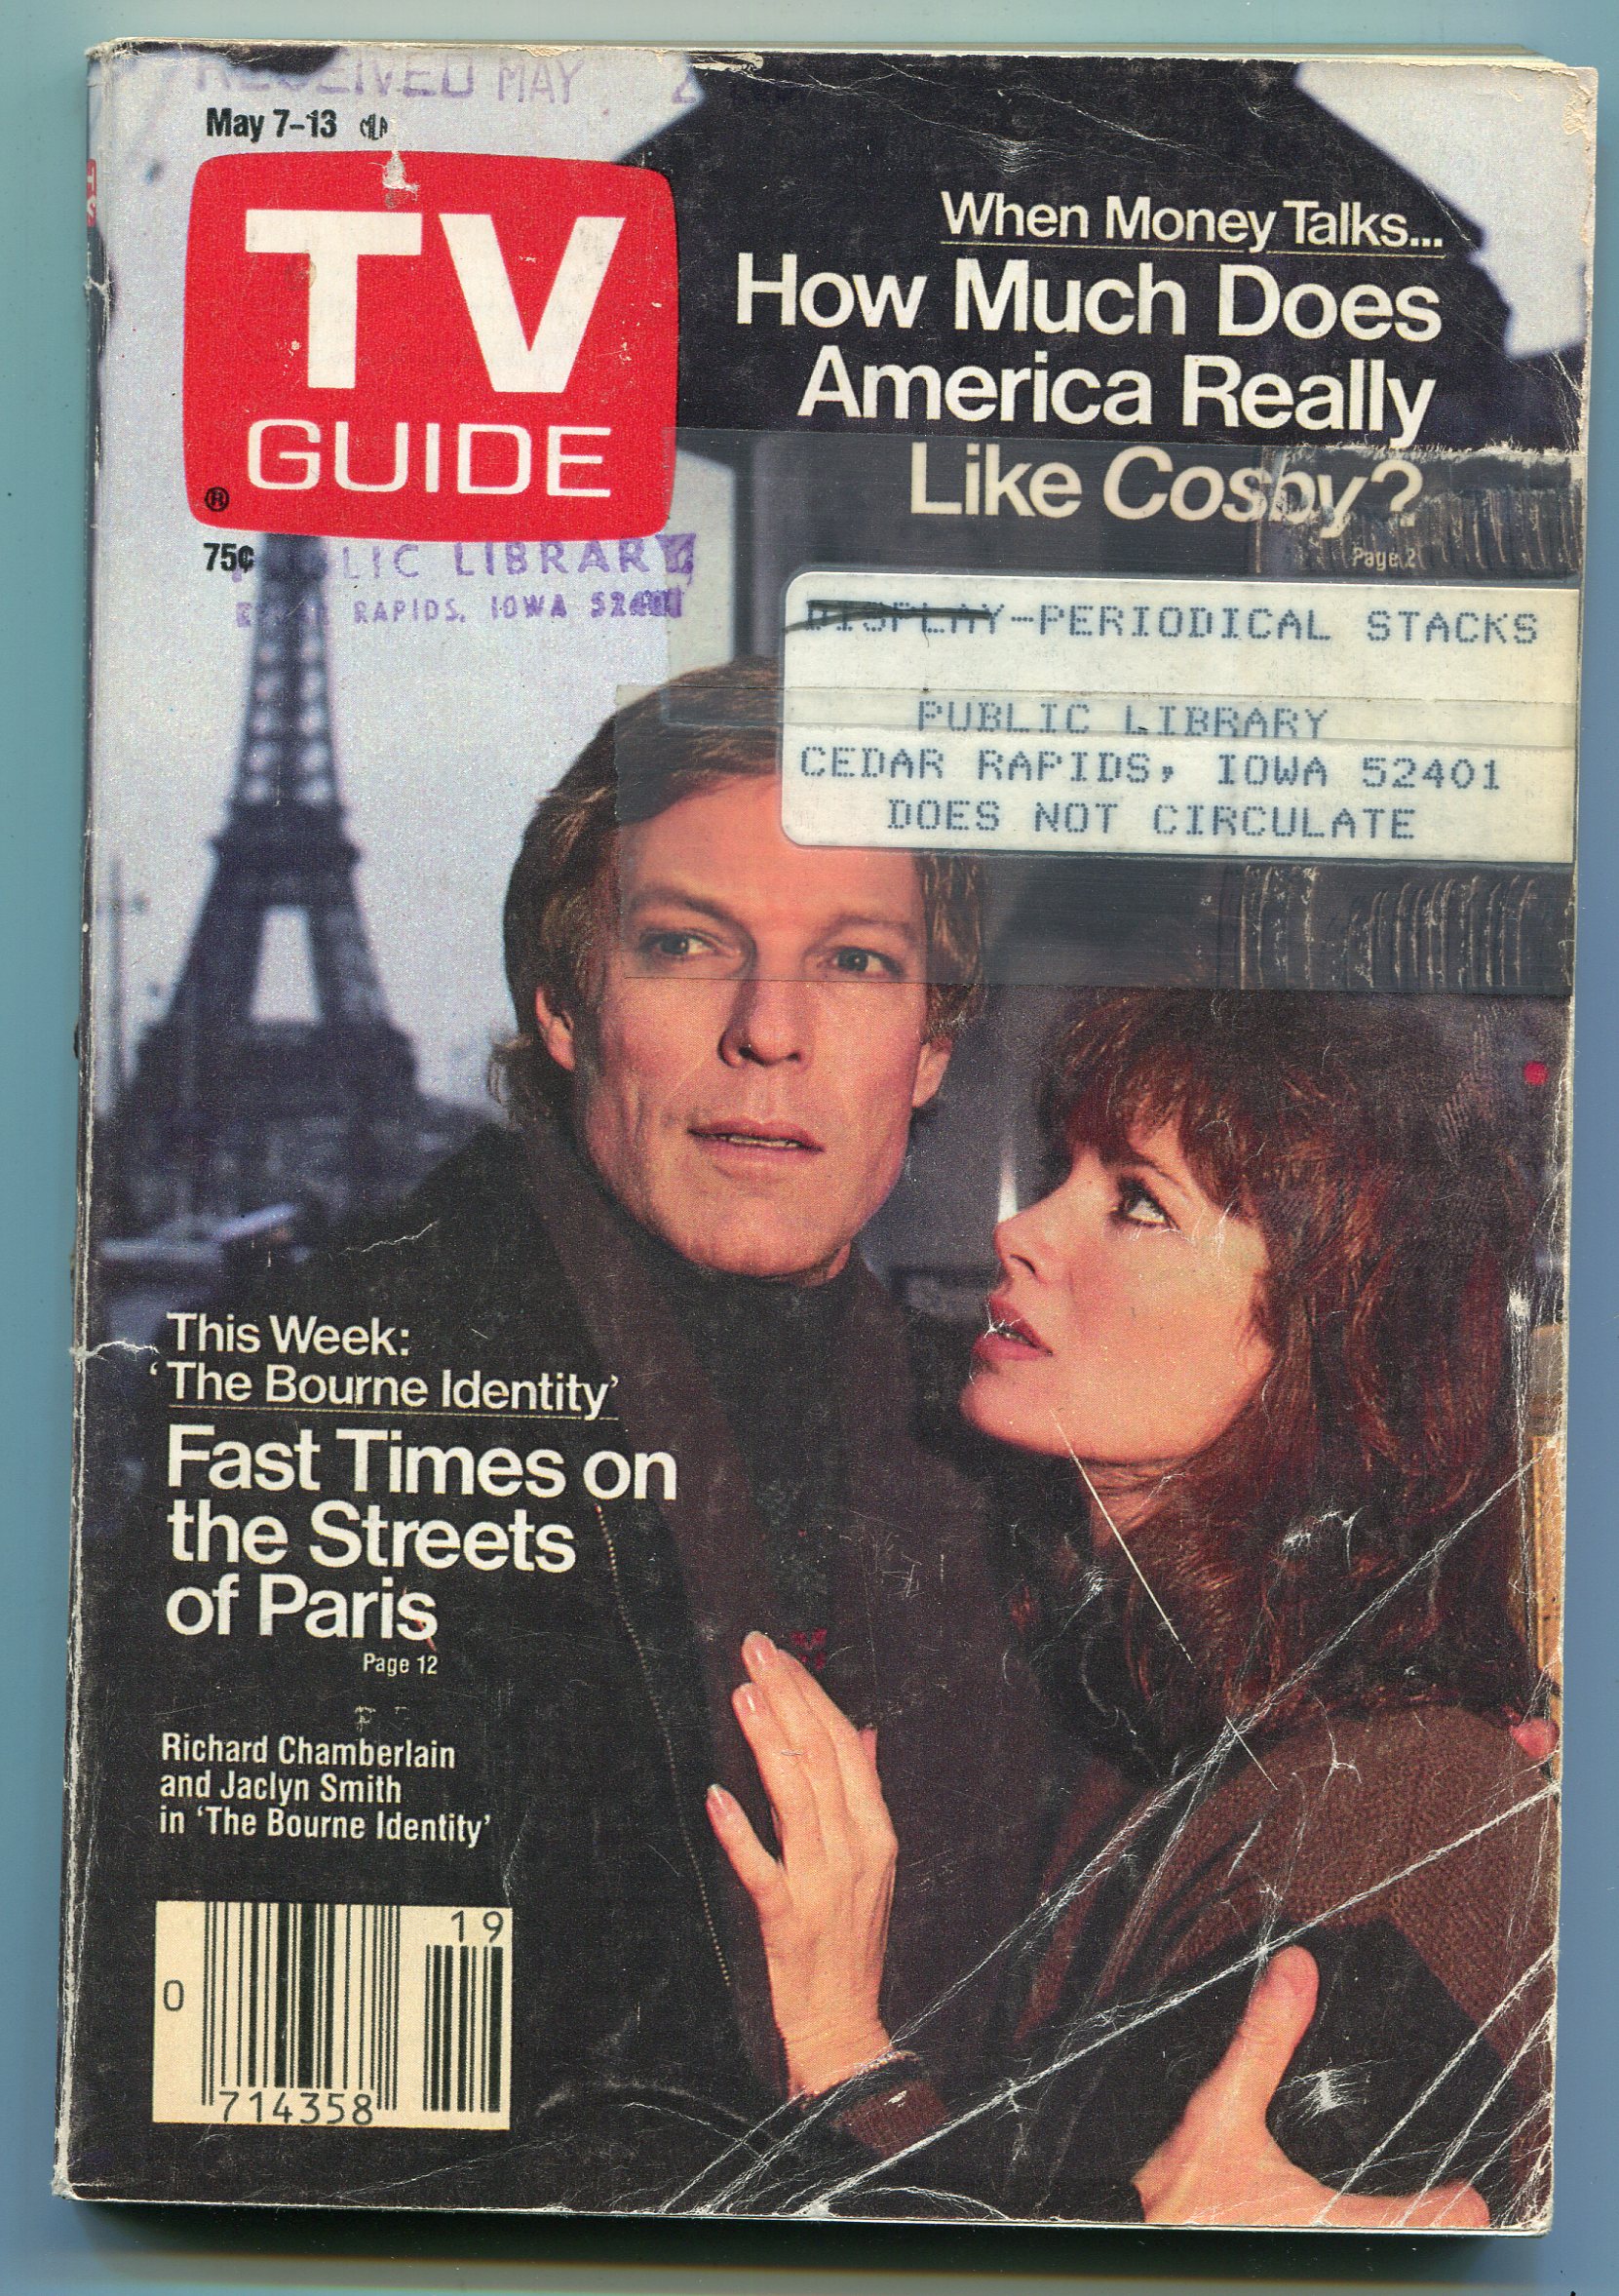 RECEIVED MAY 2
May 7-13
TV
GUIDE
®
75¢
When Money Talks...
How Much Does
America Really
Like Cosby?
Page 2
LIC LIBRARY
RAPIDS, IOWA 52401
DISPLAY-PERIODICAL STACKS
PUBLIC LIBRARY
CEDAR RAPIDS, IOWA 52401
DOES NOT CIRCULATE
This Week:
‘The Bourne Identity’
Fast Times on
the Streets
of Paris
Page 12
Richard Chamberlain
and Jaclyn Smith
in ‘The Bourne Identity’
19
0
714358